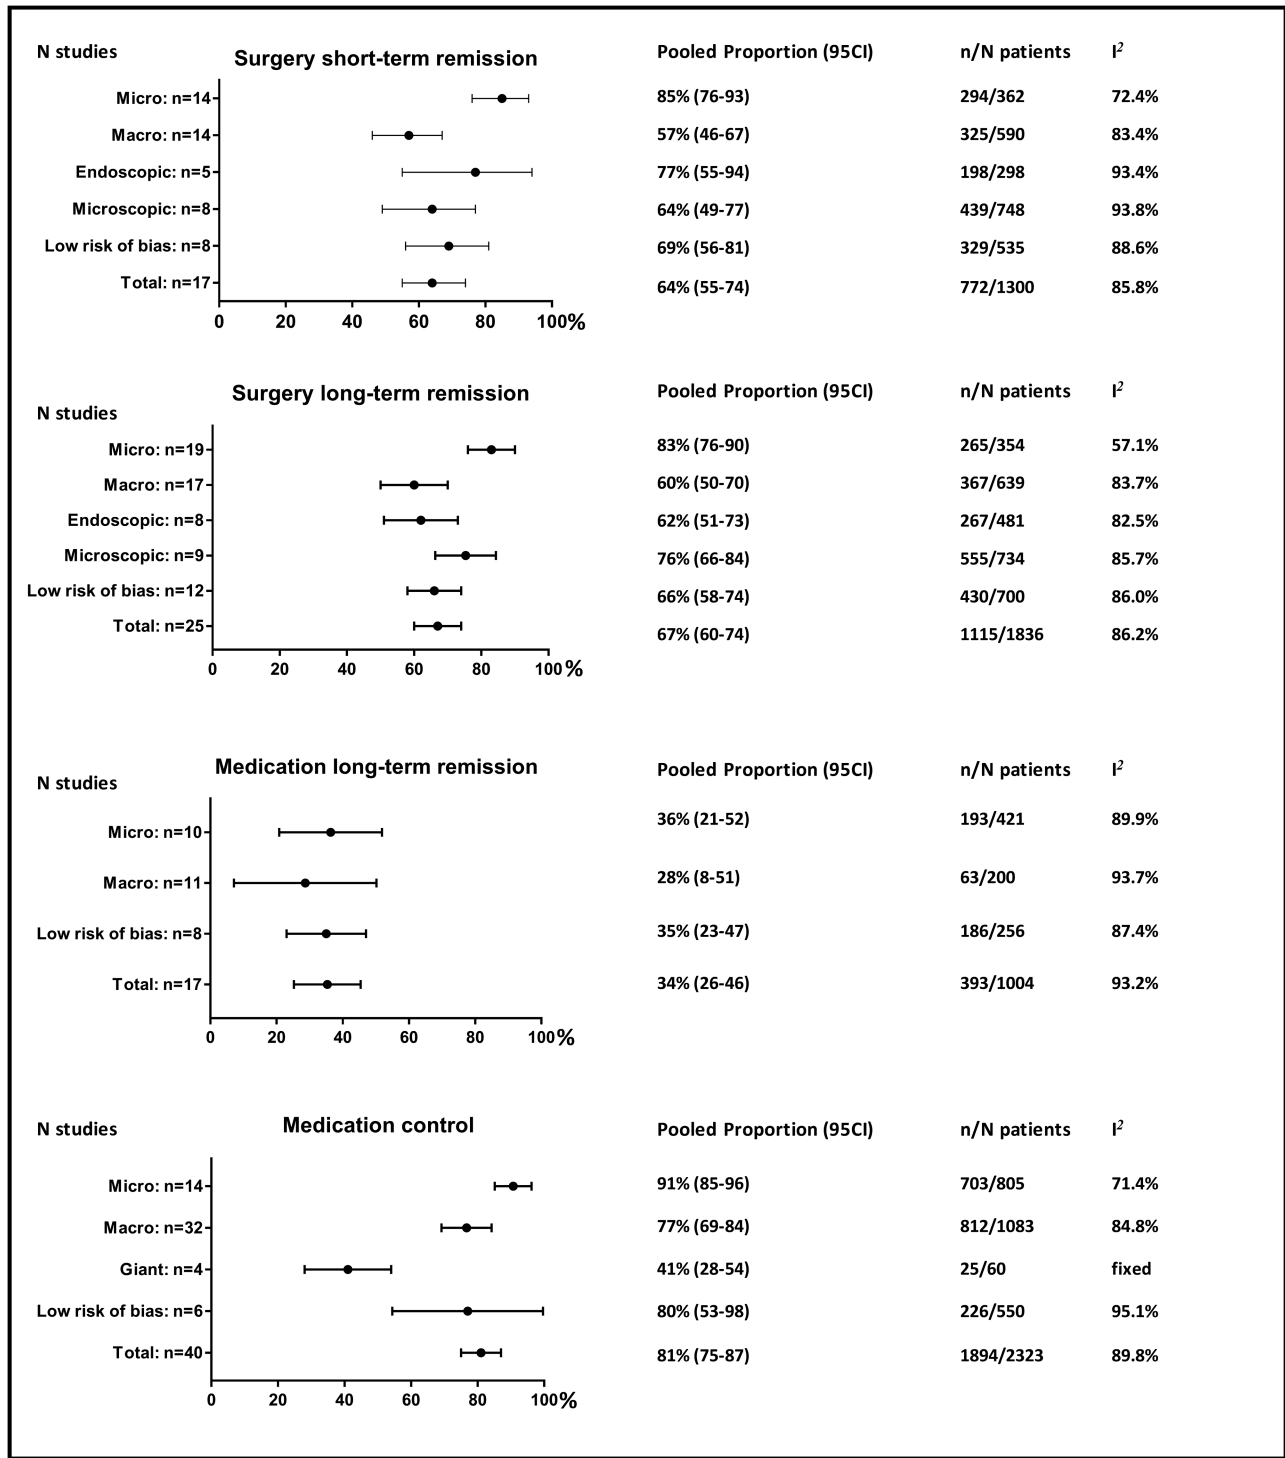 N studies
Surgery short-term remission
Pooled Proportion (95CI) n/N patients I²
Micro: n=14 85% (76-93) 294/362 72.4%
Macro: n=14 57% (46-67) 325/590 83.4%
Endoscopic: n=5 77% (55-94) 198/298 93.4%
Microscopic: n=8 64% (49-77) 439/748 93.8%
Low risk of bias: n=8 69% (56-81) 329/535 88.6%
Total: n=17 64% (55-74) 772/1300 85.8%
0 20 40 60 80 100%
Surgery long-term remission
Pooled Proportion (95CI) n/N patients I²
N studies
Micro: n=19 83% (76-90) 265/354 57.1%
Macro: n=17 60% (50-70) 367/639 83.7%
Endoscopic: n=8 62% (51-73) 267/481 82.5%
Microscopic: n=9 76% (66-84) 555/734 85.7%
Low risk of bias: n=12 66% (58-74) 430/700 86.0%
Total: n=25 67% (60-74) 1115/1836 86.2%
0 20 40 60 80 100%
Medication long-term remission
Pooled Proportion (95CI) n/N patients I²
N studies
Micro: n=10 36% (21-52) 193/421 89.9%
Macro: n=11 28% (8-51) 63/200 93.7%
Low risk of bias: n=8 35% (23-47) 186/256 87.4%
Total: n=17 34% (26-46) 393/1004 93.2%
0 20 40 60 80 100%
N studies
Medication control
Pooled Proportion (95CI) n/N patients I²
Micro: n=14 91% (85-96) 703/805 71.4%
Macro: n=32 77% (69-84) 812/1083 84.8%
Giant: n=4 41% (28-54) 25/60 fixed
Low risk of bias: n=6 80% (53-98) 226/550 95.1%
Total: n=40 81% (75-87) 1894/2323 89.8%
0 20 40 60 80 100%